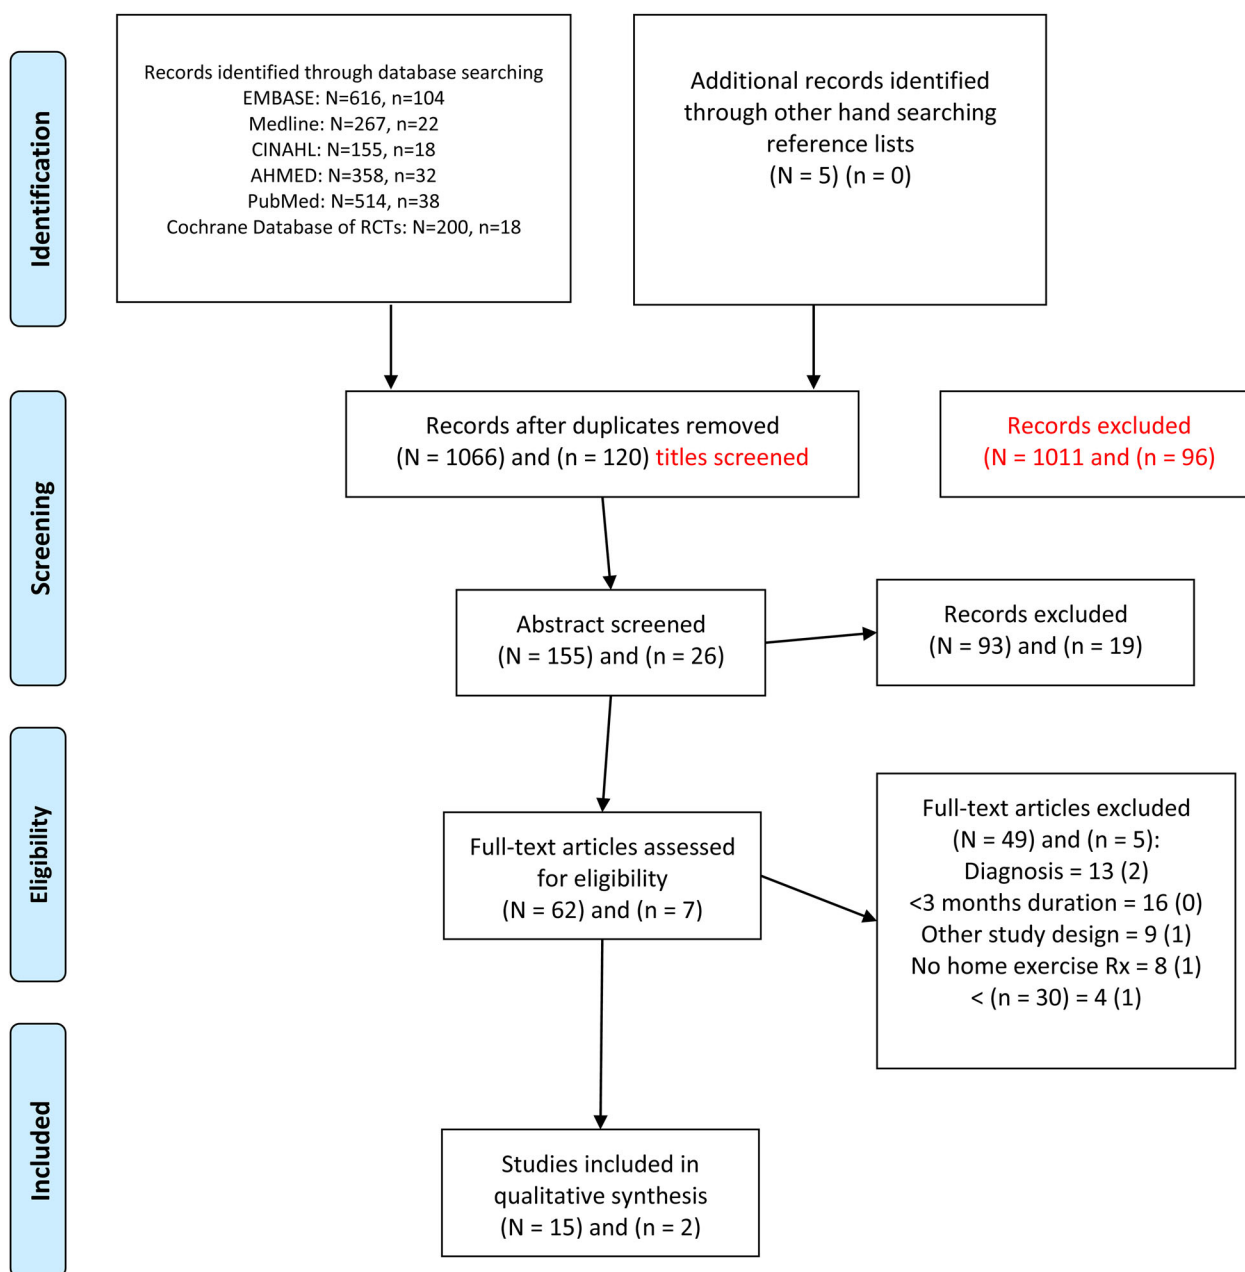 Identification
Records identified through database searching
EMBASE: N=616, n=104
Medline: N=267, n=22
CINAHL: N=155, n=18
AHMED: N=358, n=32
PubMed: N=514, n=38
Cochrane Database of RCTs: N=200, n=18
Additional records identified
through other hand searching
reference lists
(N = 5) (n = 0)
Screening
Records after duplicates removed
(N = 1066) and (n = 120) titles screened
Records excluded
(N = 1011 and (n = 96)
Abstract screened
(N = 155) and (n = 26)
Records excluded
(N = 93) and (n = 19)
Eligibility
Full-text articles assessed
for eligibility
(N = 62) and (n = 7)
Full-text articles excluded
(N = 49) and (n = 5):
Diagnosis = 13 (2)
<3 months duration = 16 (0)
Other study design = 9 (1)
No home exercise Rx = 8 (1)
< (n = 30) = 4 (1)
Included
Studies included in
qualitative synthesis
(N = 15) and (n = 2)